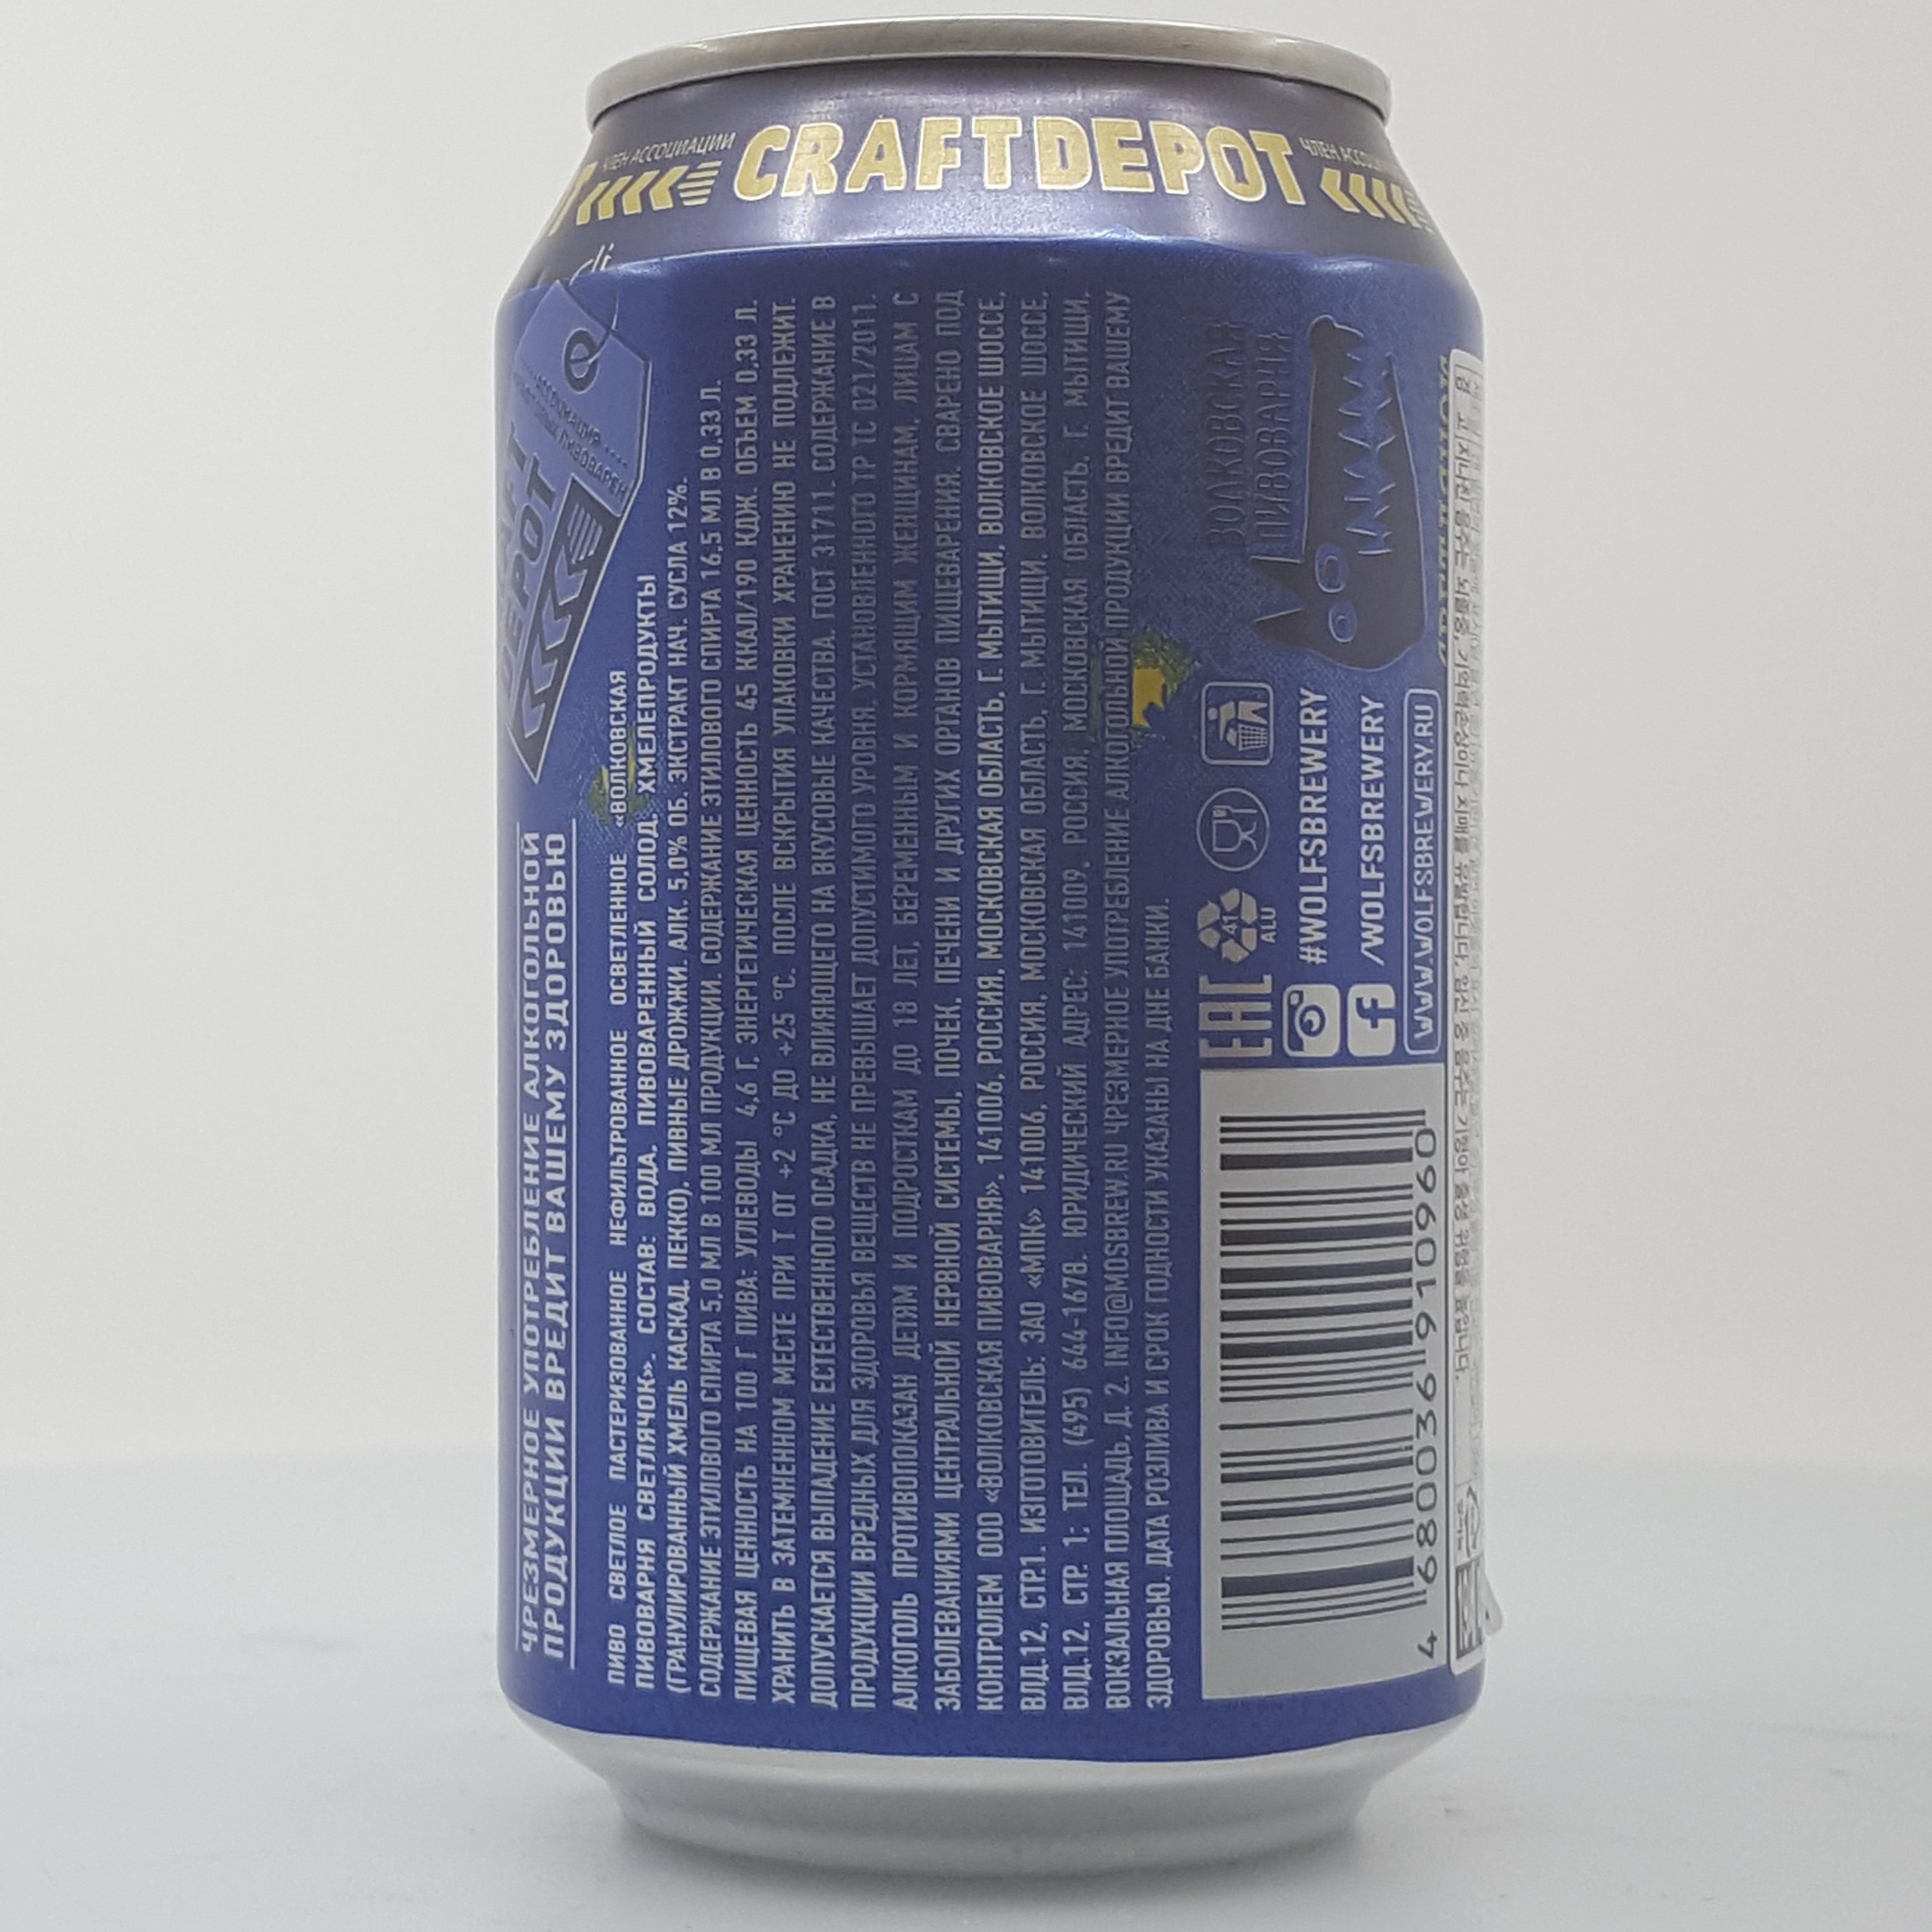 ЧЛЕН АССОЦИАЦИИ
CRAFTDEPOT
ЧЛЕН
DEPOT
ЧРЕЗМЕРНОЕ УПОТРЕБЛЕНИЕ АЛКОГОЛЬНОЙ
ПРОДУКЦИИ ВРЕДИТ ВАШЕМУ ЗДОРОВЬЮ
ПИВО СВЕТЛОЕ ПАСТЕРИЗОВАННОЕ НЕФИЛЬТРОВАННОЕ ОСВЕТЛЕННОЕ «ВОЛКОВСКАЯ
ПИВОВАРНЯ СВЕТЛЯЧОК». СОСТАВ: ВОДА, ПИВОВАРЕННЫЙ СОЛОД, ХМЕЛЕПРОДУКТЫ
(ГРАНУЛИРОВАННЫЙ ХМЕЛЬ КАСКАД, ПЕККО), ПИВНЫЕ ДРОЖЖИ. АЛК. 5,0% ОБ. ЭКСТРАКТ НАЧ. СУСЛА 12%.
СОДЕРЖАНИЕ ЭТИЛОВОГО СПИРТА 5,0 МЛ В 100 МЛ ПРОДУКЦИИ. СОДЕРЖАНИЕ ЭТИЛОВОГО СПИРТА 16,5 МЛ В 0,33 Л.
ПИЩЕВАЯ ЦЕННОСТЬ НА 100 Г ПИВА: УГЛЕВОДЫ 4,6 Г, ЭНЕРГЕТИЧЕСКАЯ ЦЕННОСТЬ 45 ККАЛ/190 КДЖ. ОБЪЕМ 0,33 Л.
ХРАНИТЬ В ЗАТЕМНЕННОМ МЕСТЕ ПРИ Т ОТ +2 °С ДО +25 °С. ПОСЛЕ ВСКРЫТИЯ УПАКОВКИ ХРАНЕНИЮ НЕ ПОДЛЕЖИТ.
ДОПУСКАЕТСЯ ВЫПАДЕНИЕ ЕСТЕСТВЕННОГО ОСАДКА, НЕ ВЛИЯЮЩЕГО НА ВКУСОВЫЕ КАЧЕСТВА. ГОСТ 31711. СОДЕРЖАНИЕ В
ПРОДУКЦИИ ВРЕДНЫХ ДЛЯ ЗДОРОВЬЯ ВЕЩЕСТВ НЕ ПРЕВЫШАЕТ ДОПУСТИМОГО УРОВНЯ, УСТАНОВЛЕННОГО ТР ТС 021/2011.
АЛКОГОЛЬ ПРОТИВОПОКАЗАН ДЕТЯМ И ПОДРОСТКАМ ДО 18 ЛЕТ, БЕРЕМЕННЫМ И КОРМЯЩИМ ЖЕНЩИНАМ, ЛИЦАМ С
ЗАБОЛЕВАНИЯМИ ЦЕНТРАЛЬНОЙ НЕРВНОЙ СИСТЕМЫ, ПОЧЕК, ПЕЧЕНИ И ДРУГИХ ОРГАНОВ ПИЩЕВАРЕНИЯ. СВАРЕНО ПОД
КОНТРОЛЕМ ООО «ВОЛКОВСКАЯ ПИВОВАРНЯ», 141006, РОССИЯ, МОСКОВСКАЯ ОБЛАСТЬ, Г. МЫТИЩИ, ВОЛКОВСКОЕ ШОССЕ,
ВЛД.12, СТР.1. ИЗГОТОВИТЕЛЬ: ЗАО «МПК» 141006, РОССИЯ, МОСКОВСКАЯ ОБЛАСТЬ, Г. МЫТИЩИ, ВОЛКОВСКОЕ ШОССЕ,
ВЛД.12, СТР. 1; ТЕЛ. (495) 644-1678. ЮРИДИЧЕСКИЙ АДРЕС: 141009, РОССИЯ, МОСКОВСКАЯ ОБЛАСТЬ, Г. МЫТИЩИ,
ВОКЗАЛЬНАЯ ПЛОЩАДЬ, Д. 2. INFO@MOSBREW.RU ЧРЕЗМЕРНОЕ УПОТРЕБЛЕНИЕ АЛКОГОЛЬНОЙ ПРОДУКЦИИ ВРЕДИТ ВАШЕМУ
ЗДОРОВЬЮ. ДАТА РОЗЛИВА И СРОК ГОДНОСТИ УКАЗАНЫ НА ДНЕ БАНКИ.
ВОЛКОВСКАЯ
ПИВОВАРНЯ
EAC
41
ALU
#WOLFSBREWERY
/WOLFSBREWERY
WWW.WOLFSBREWERY.RU
4 680036 910960